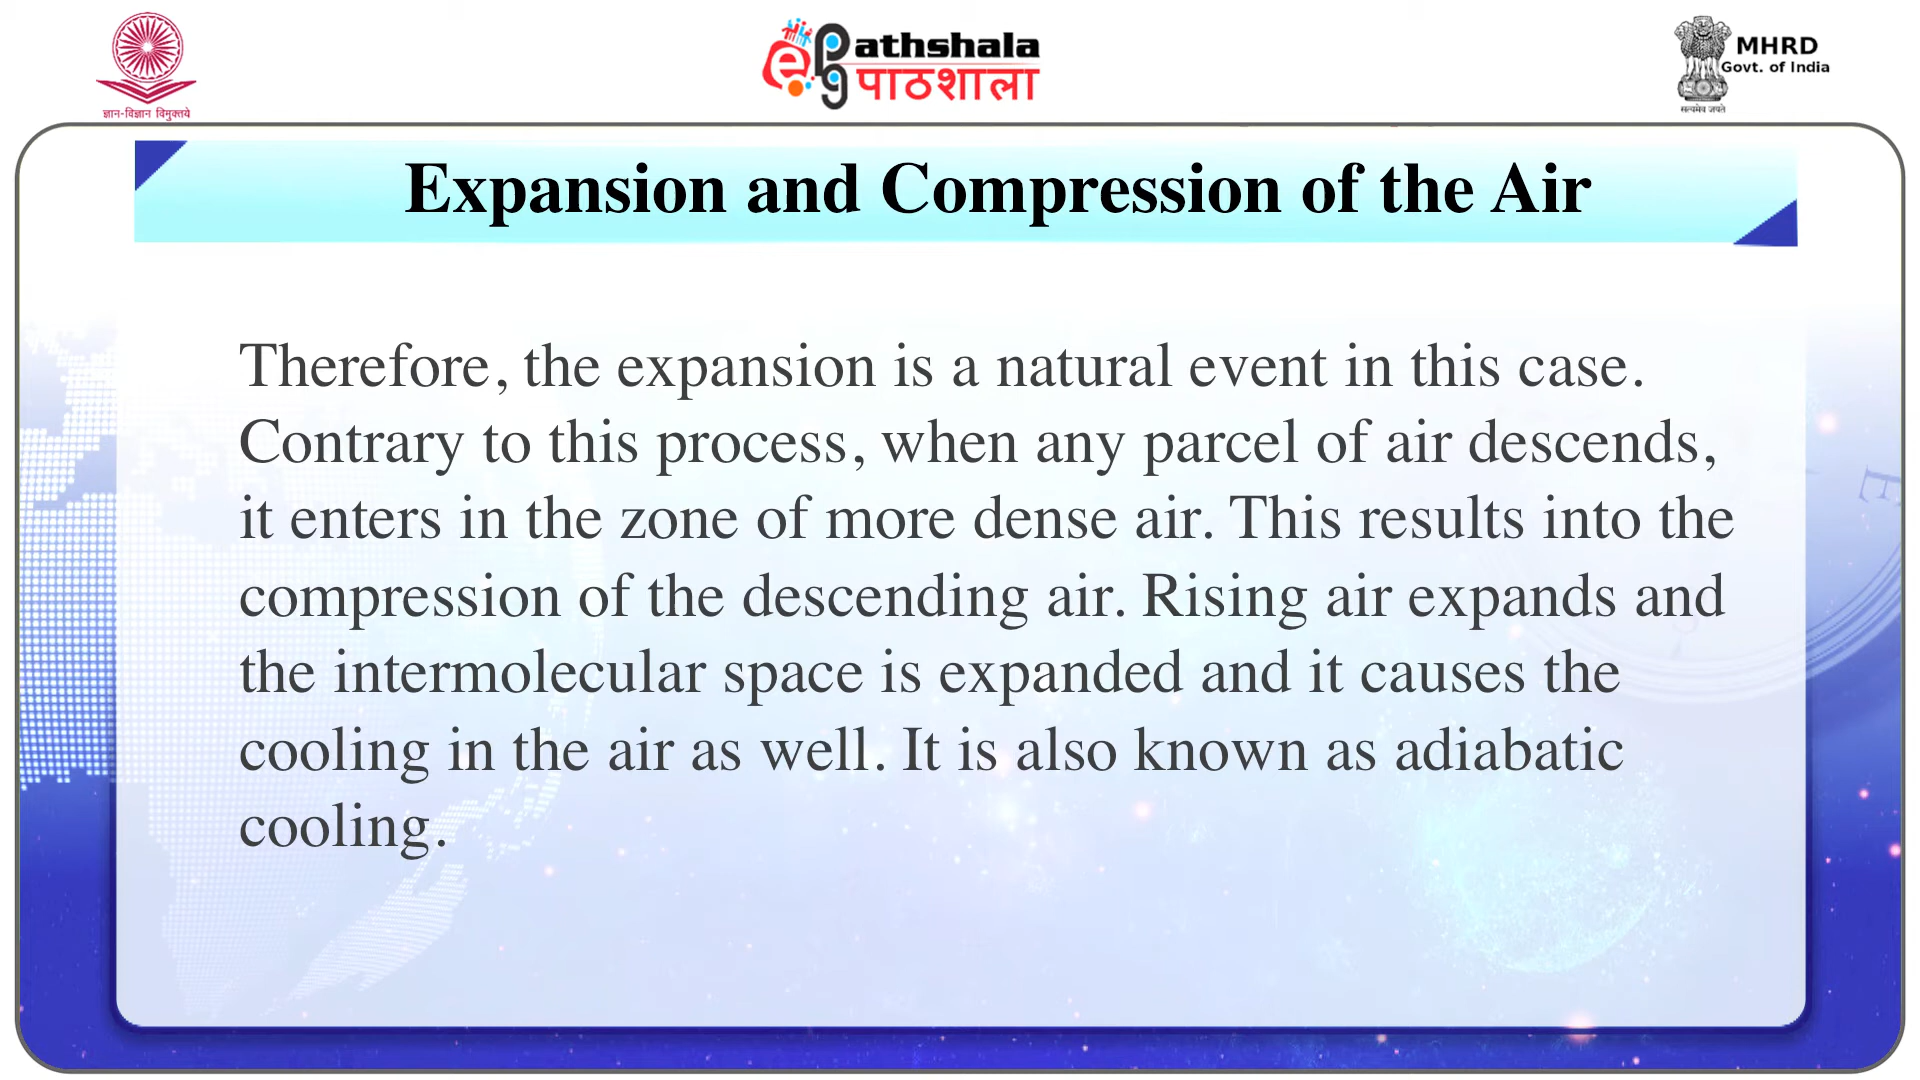 ज्ञान-विज्ञान विमुक्तये
athshala
पाठशाला
MHRD
Govt. of India
सत्यमेव जयते
Expansion and Compression of the Air
Therefore, the expansion is a natural event in this case.
Contrary to this process, when any parcel of air descends,
it enters in the zone of more dense air. This results into the
compression of the descending air. Rising air expands and
the intermolecular space is expanded and it causes the
cooling in the air as well. It is also known as adiabatic
cooling.